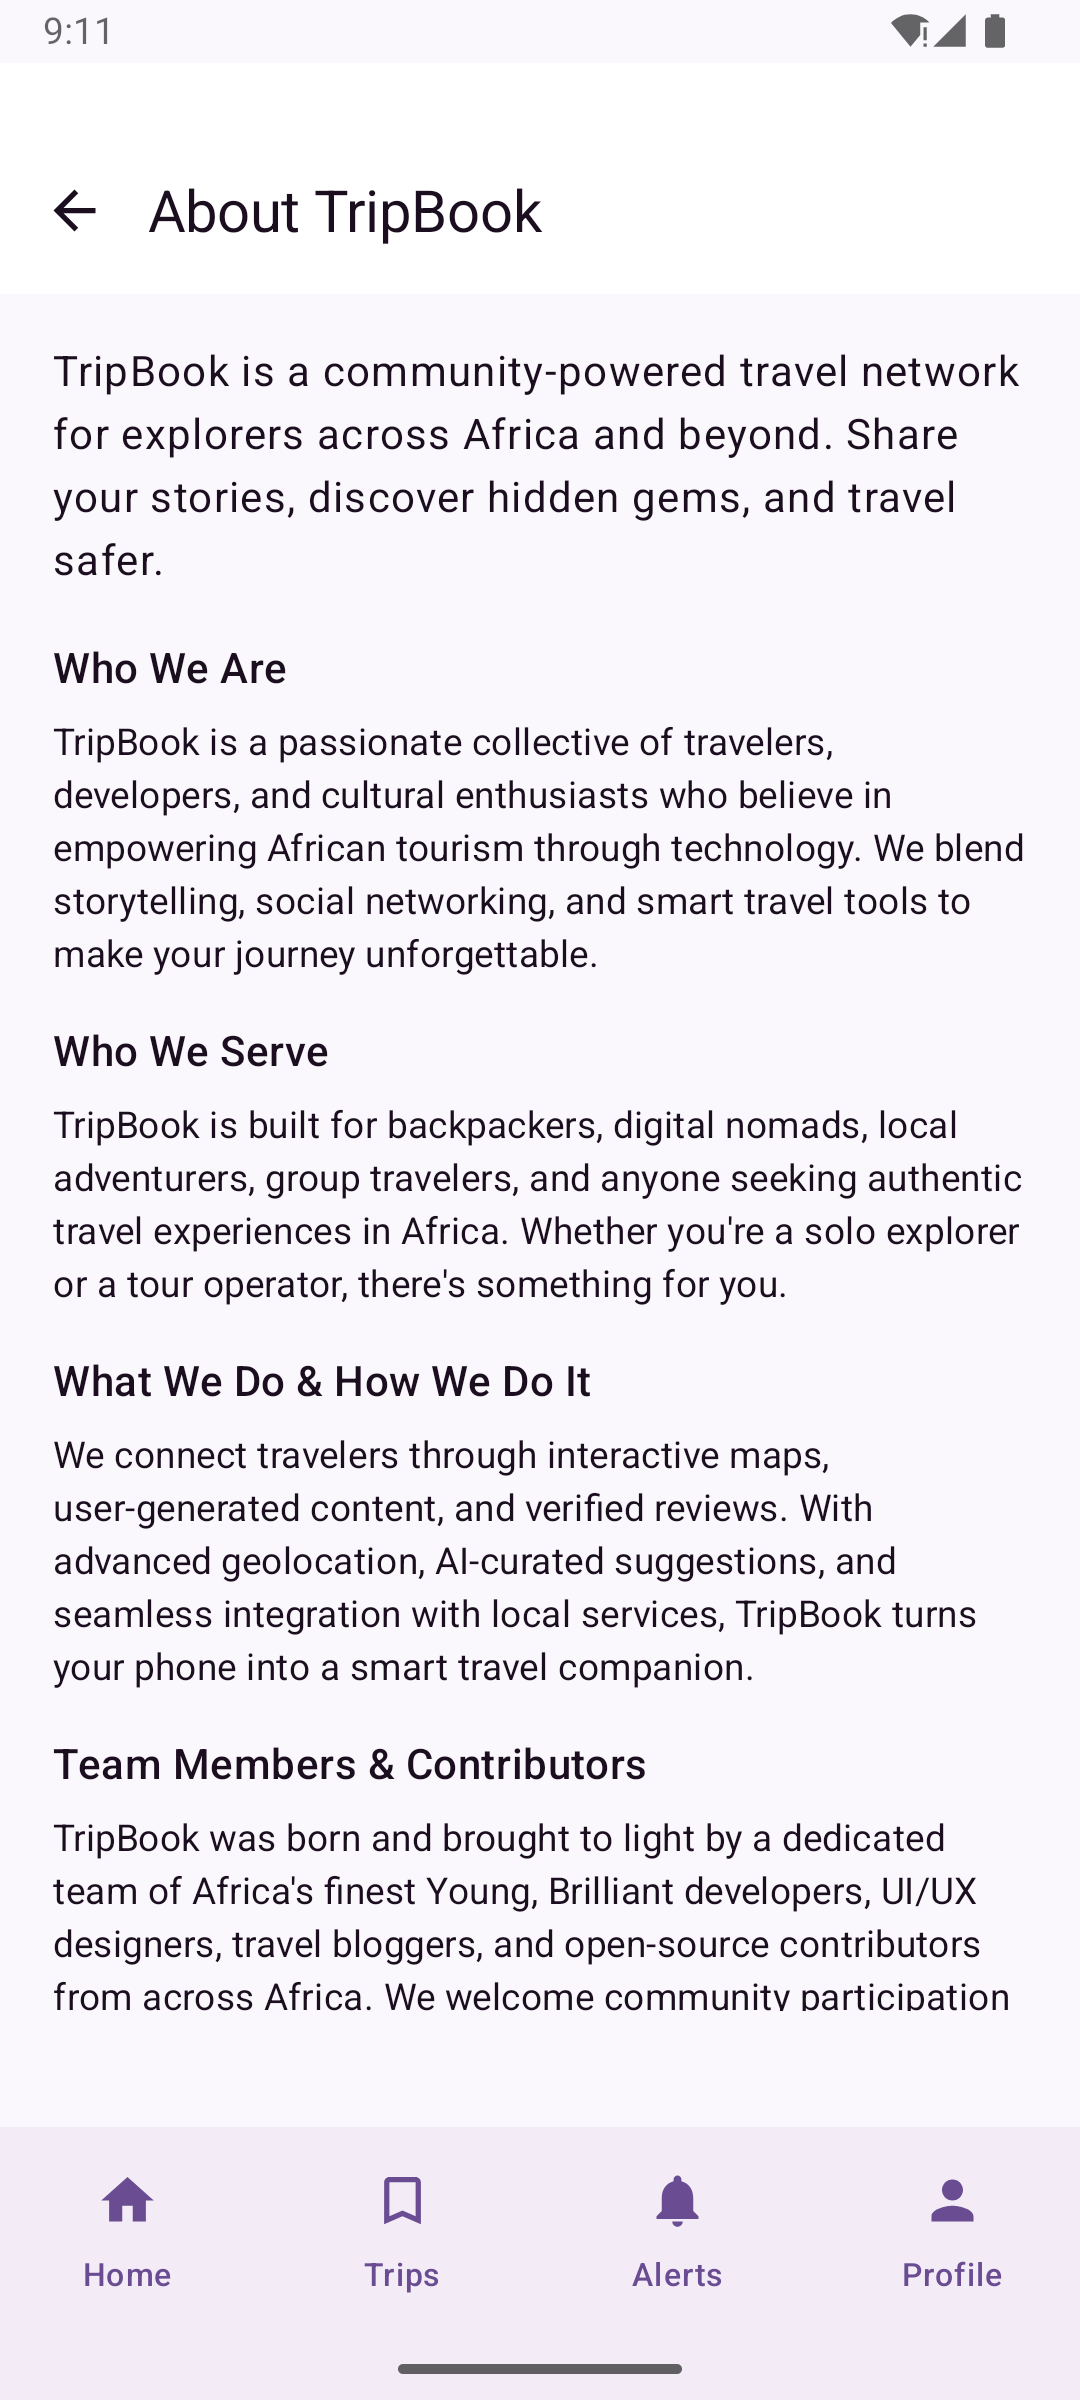 9:11
About TripBook
TripBook is a community-powered travel network
for explorers across Africa and beyond. Share
your stories, discover hidden gems, and travel
safer.
Who We Are
TripBook is a passionate collective of travelers,
developers, and cultural enthusiasts who believe in
empowering African tourism through technology. We blend
storytelling, social networking, and smart travel tools to
make your journey unforgettable.
Who We Serve
TripBook is built for backpackers, digital nomads, local
adventurers, group travelers, and anyone seeking authentic
travel experiences in Africa. Whether you're a solo explorer
or a tour operator, there's something for you.
What We Do & How We Do It
We connect travelers through interactive maps,
user-generated content, and verified reviews. With
advanced geolocation, AI-curated suggestions, and
seamless integration with local services, TripBook turns
your phone into a smart travel companion.
Team Members & Contributors
TripBook was born and brought to light by a dedicated
team of Africa's finest Young, Brilliant developers, UI/UX
designers, travel bloggers, and open-source contributors
from across Africa. We welcome community participation
Home
Trips
Alerts
Profile